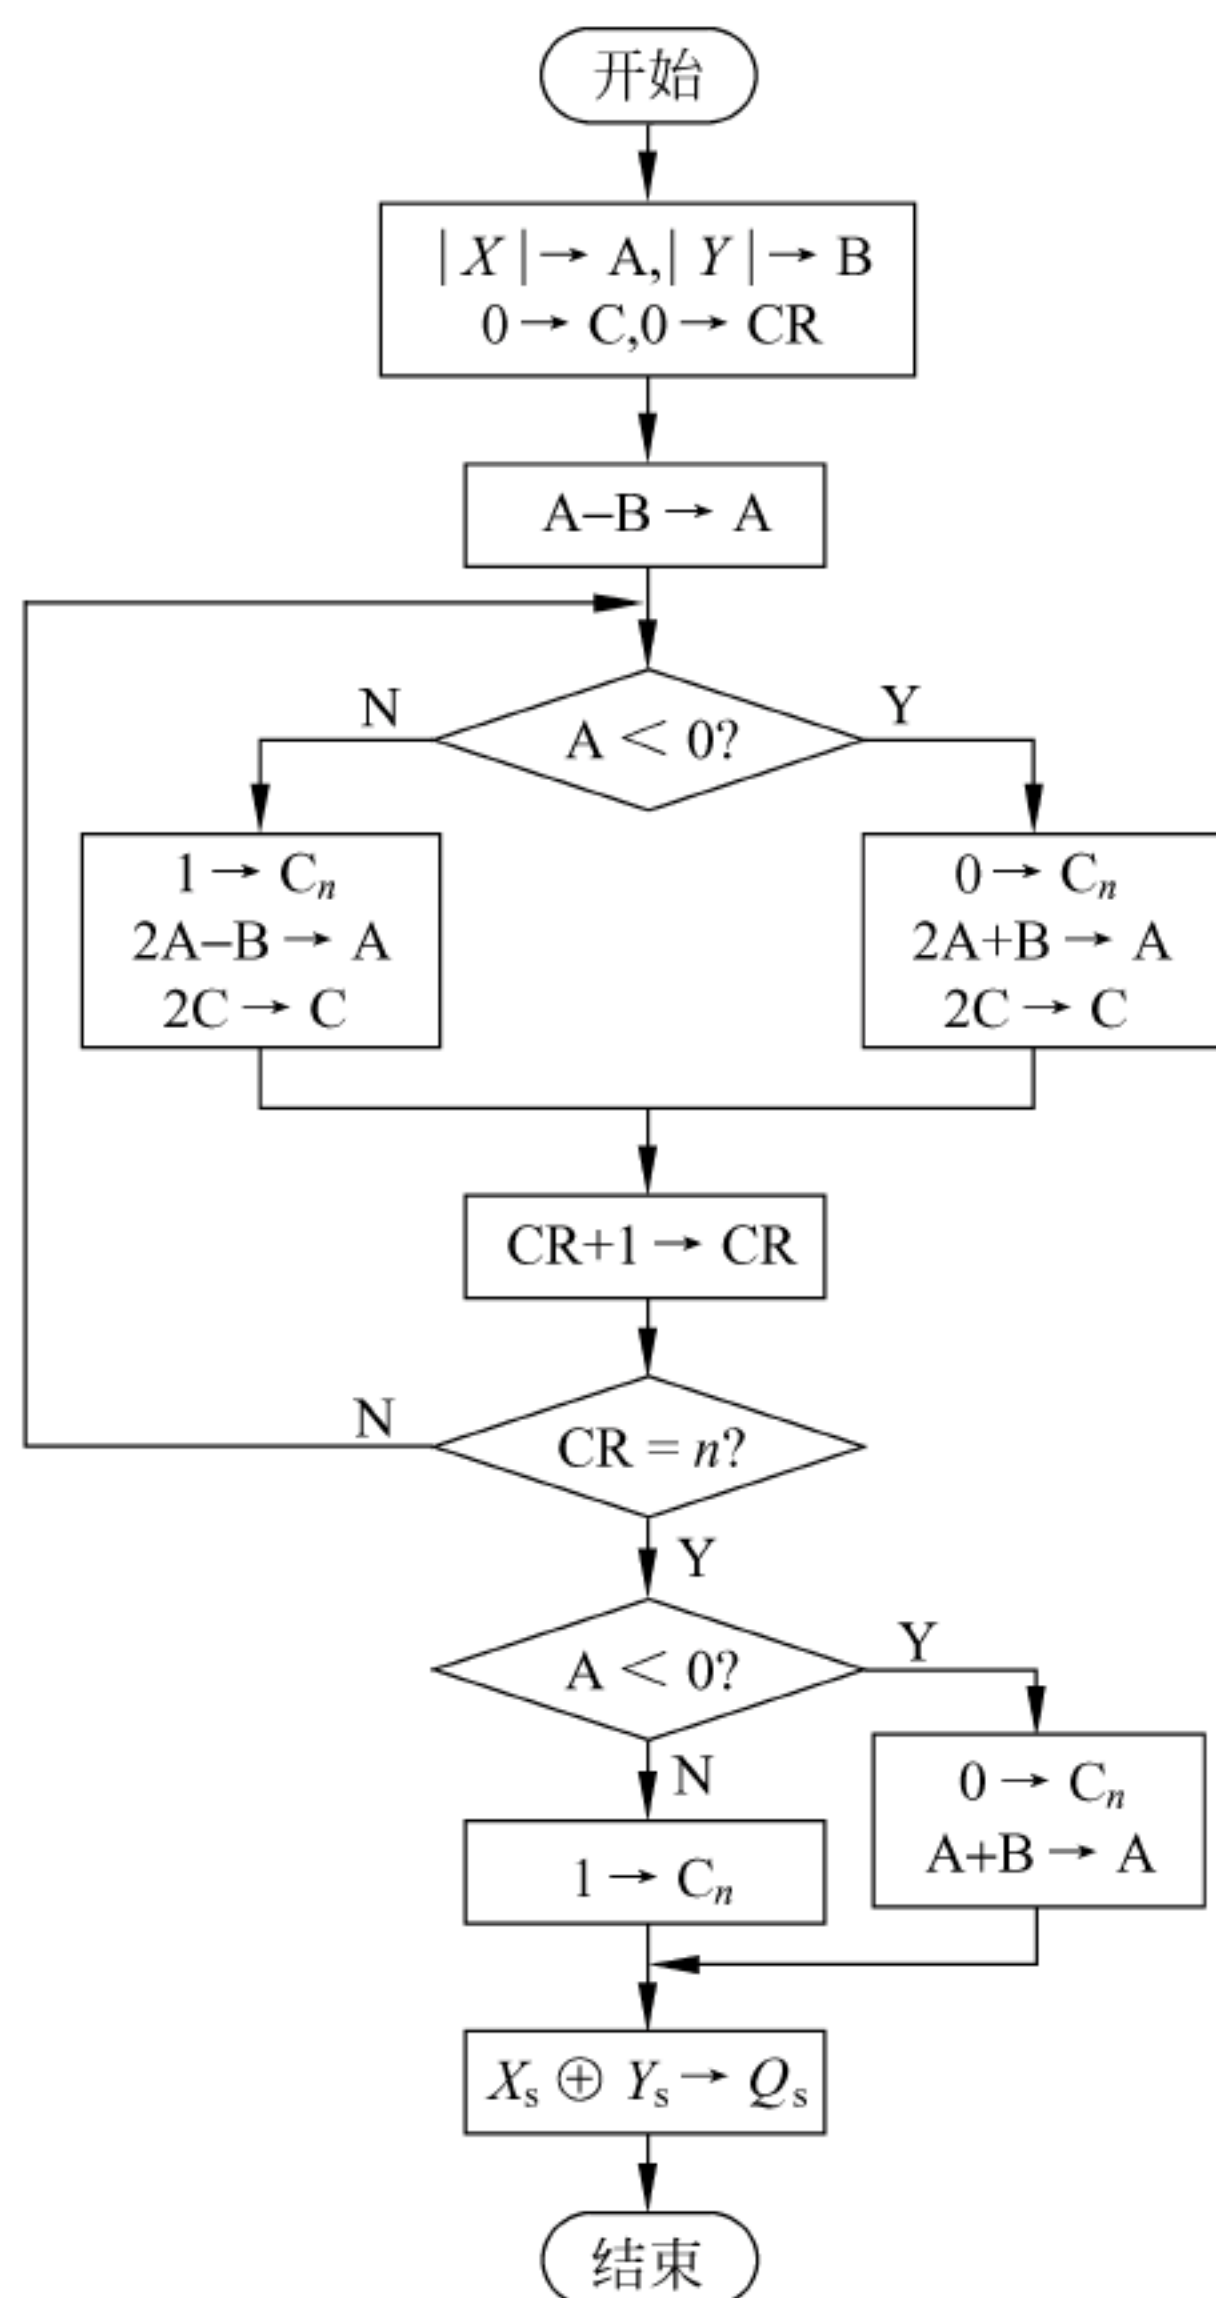 开始
| X | → A,| Y | → B
0 → C,0 → CR
A−B → A
N
A < 0?
Y
1 → Cₙ
2A−B → A
2C → C
0 → Cₙ
2A+B → A
2C → C
CR+1 → CR
N
CR = n?
Y
A < 0?
Y
N
0 → Cₙ
A+B → A
1 → Cₙ
Xₛ ⊕ Yₛ → Qₛ
结束